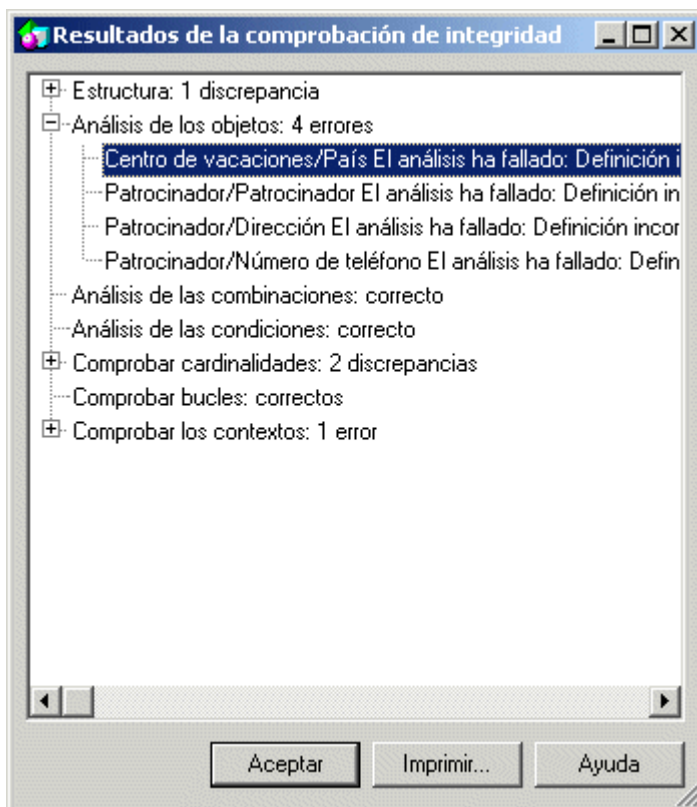 Resultados de la comprobación de integridad
Estructura: 1 discrepancia
Análisis de los objetos: 4 errores
Centro de vacaciones/País El análisis ha fallado: Definición i
Patrocinador/Patrocinador El análisis ha fallado: Definición in
Patrocinador/Dirección El análisis ha fallado: Definición incor
Patrocinador/Número de teléfono El análisis ha fallado: Defin
Análisis de las combinaciones: correcto
Análisis de las condiciones: correcto
Comprobar cardinalidades: 2 discrepancias
Comprobar bucles: correctos
Comprobar los contextos: 1 error
Aceptar Imprimir... Ayuda